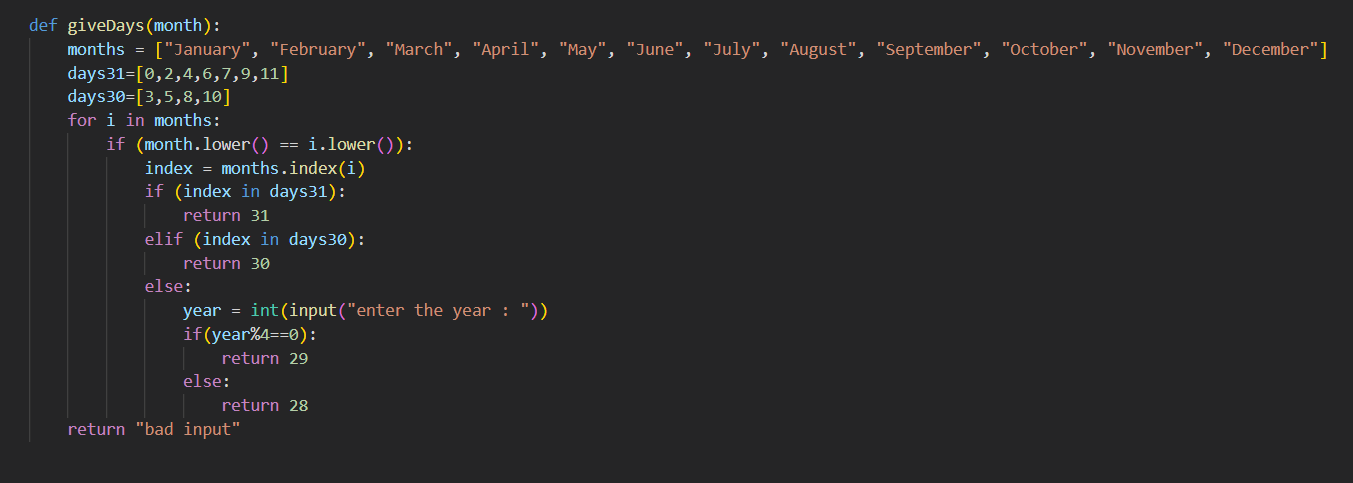 def giveDays(month):
    months = ["January", "February", "March", "April", "May", "June", "July", "August", "September", "October", "November", "December"]
    days31=[0,2,4,6,7,9,11]
    days30=[3,5,8,10]
    for i in months:
        if (month.lower() == i.lower()):
            index = months.index(i)
            if (index in days31):
                return 31
            elif (index in days30):
                return 30
            else:
                year = int(input("enter the year : "))
                if(year%4==0):
                    return 29
                else:
                    return 28
    return "bad input"